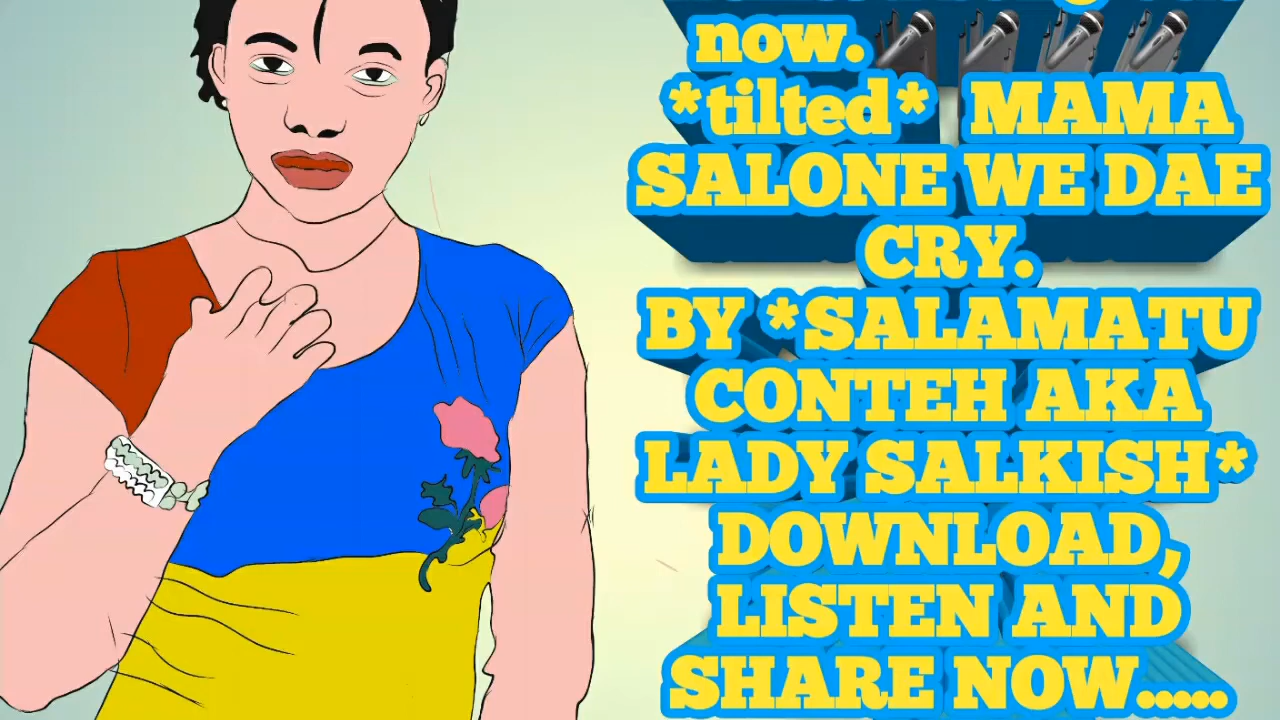 now.
*tilted* MAMA
SALONE WE DAE
CRY.
BY *SALAMATU
CONTEH AKA
LADY SALKISH*
DOWNLOAD,
LISTEN AND
SHARE NOW.....